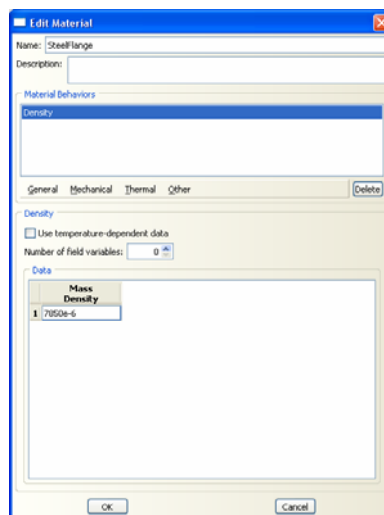 Edit Material
Name: SteelFlange
Description:
Material Behaviors
Density
General Mechanical Thermal Other Delete
Density
Use temperature-dependent data
Number of field variables: 0
Data
Mass
Density
1 7850e-6
OK Cancel